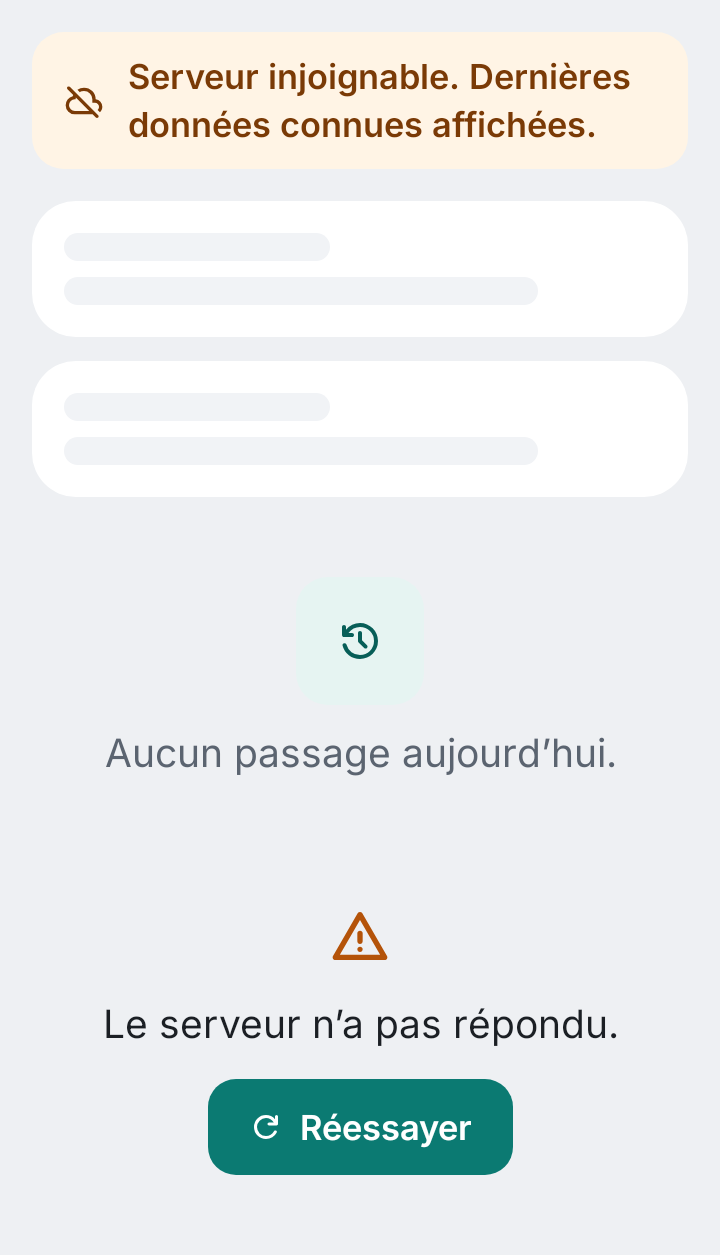 Serveur injoignable. Dernières
données connues affichées.
Aucun passage aujourd’hui.
Le serveur n’a pas répondu.
Réessayer